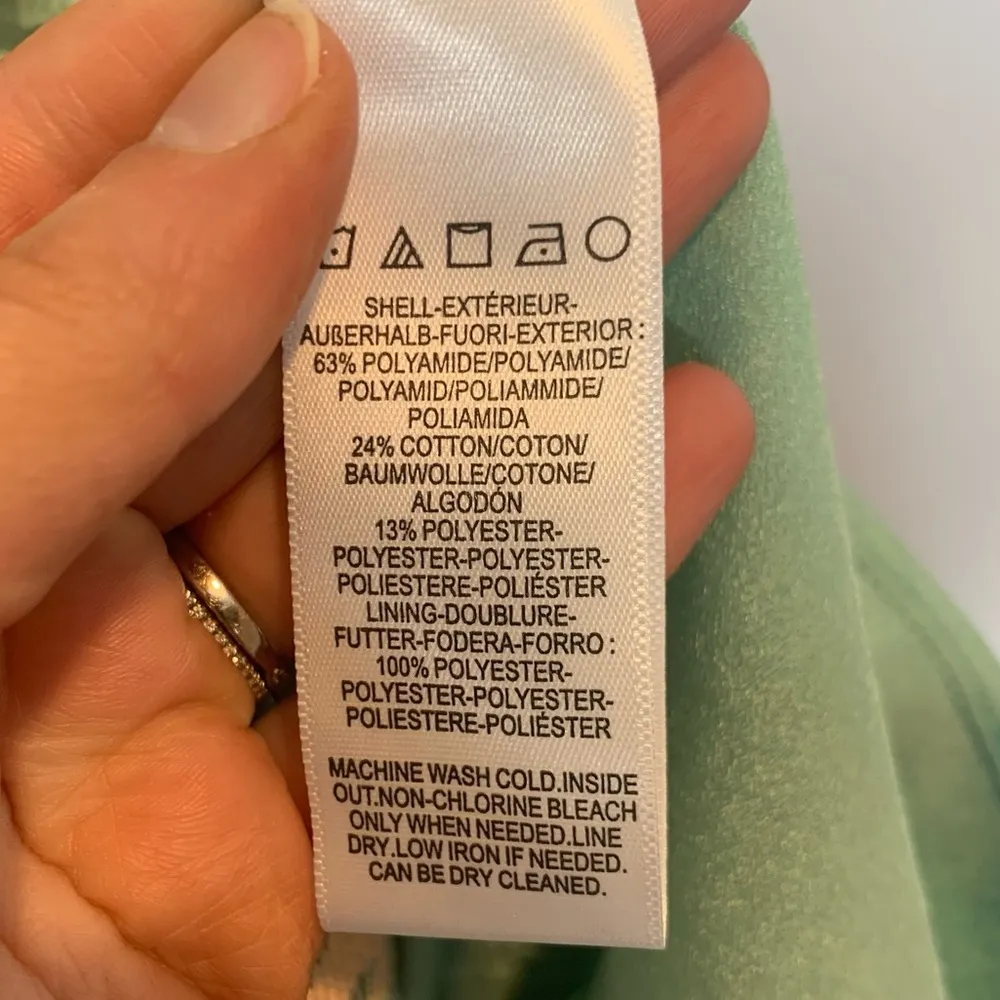 SHELL-EXTÉRIEUR-
AUßERHALB-FUORI-EXTERIOR :
63% POLYAMIDE/POLYAMIDE/
POLYAMID/POLIAMMIDE/
POLIAMIDA
24% COTTON/COTON/
BAUMWOLLE/COTONE/
ALGODÓN
13% POLYESTER-
POLYESTER-POLYESTER-
POLIESTERE-POLIÉSTER
LINING-DOUBLURE-
FUTTER-FODERA-FORRO :
100% POLYESTER-
POLYESTER-POLYESTER-
POLIESTERE-POLIÉSTER
MACHINE WASH COLD.INSIDE
OUT.NON-CHLORINE BLEACH
ONLY WHEN NEEDED.LINE
DRY.LOW IRON IF NEEDED.
CAN BE DRY CLEANED.